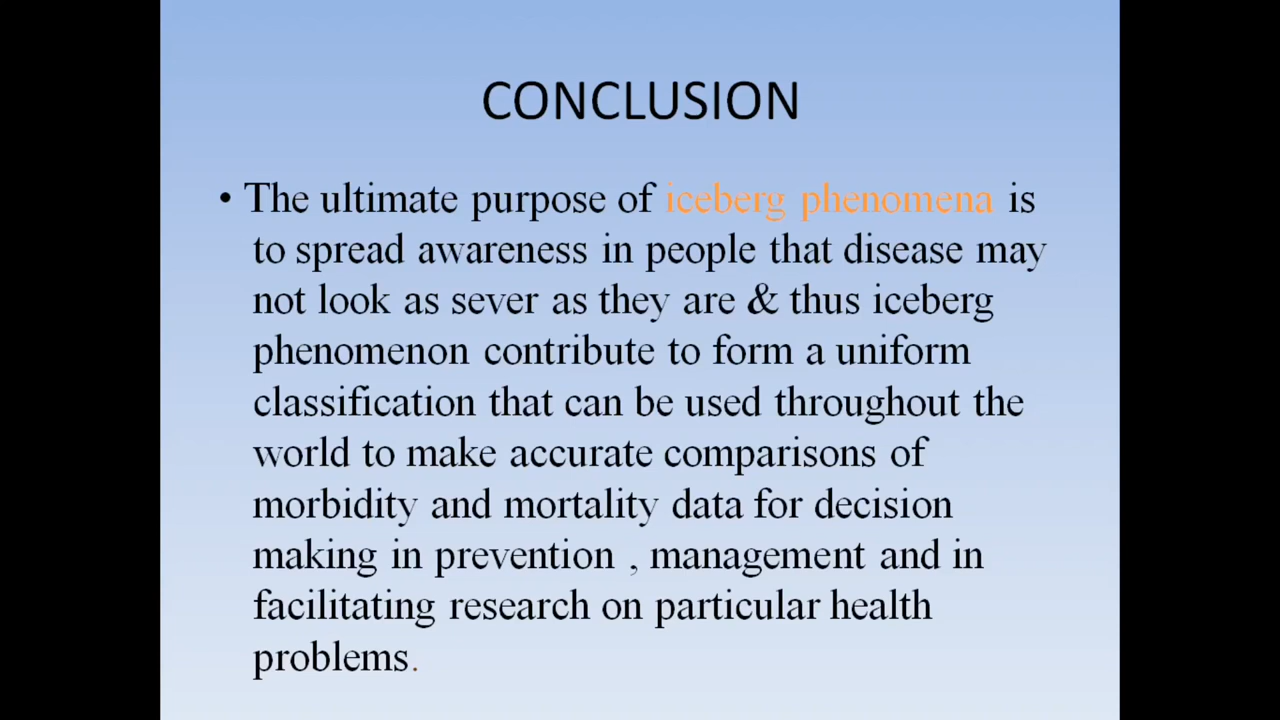 CONCLUSION
• The ultimate purpose of iceberg phenomena is
to spread awareness in people that disease may
not look as sever as they are & thus iceberg
phenomenon contribute to form a uniform
classification that can be used throughout the
world to make accurate comparisons of
morbidity and mortality data for decision
making in prevention , management and in
facilitating research on particular health
problems.